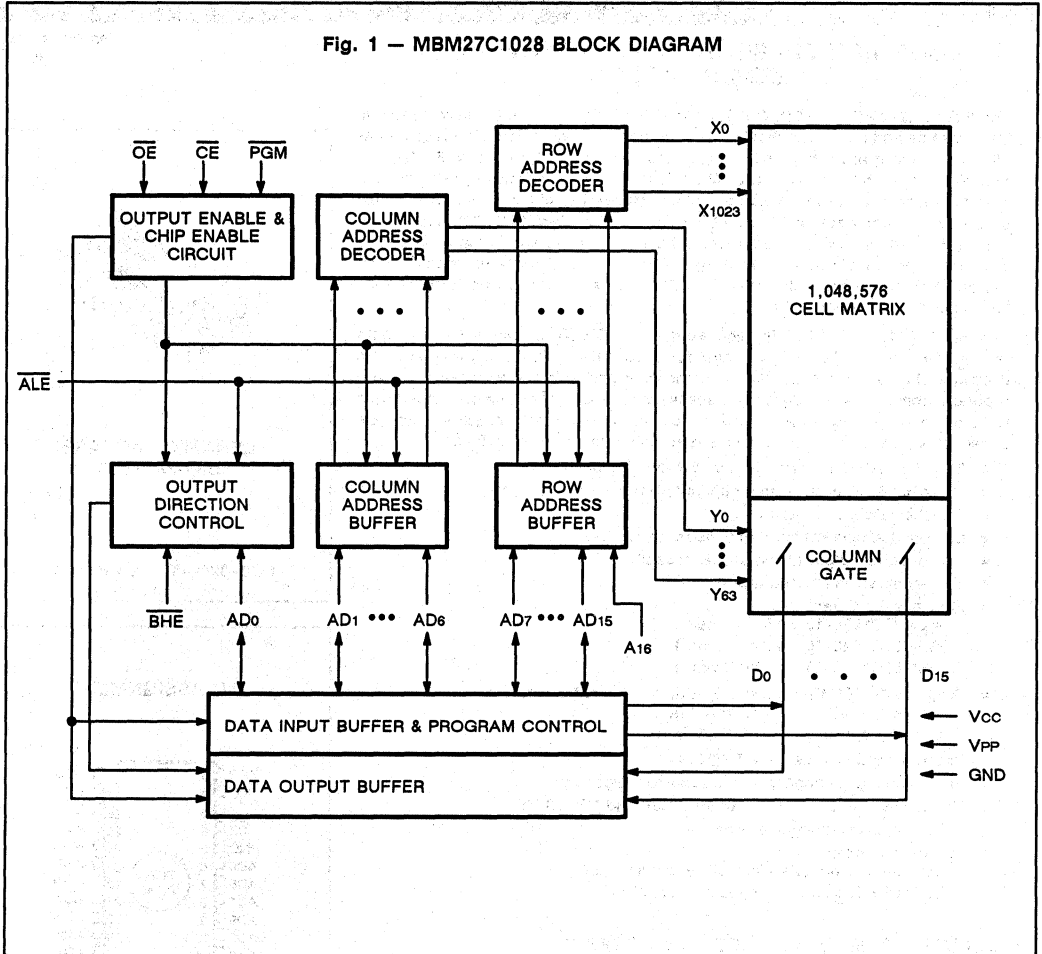 Fig. 1 — MBM27C1028 BLOCK DIAGRAM
OE CE PGM
OUTPUT ENABLE &
CHIP ENABLE
CIRCUIT
COLUMN
ADDRESS
DECODER
ROW
ADDRESS
DECODER
X0
X1023
1,048,576
CELL MATRIX
ALE
OUTPUT
DIRECTION
CONTROL
COLUMN
ADDRESS
BUFFER
ROW
ADDRESS
BUFFER
Y0
Y63
COLUMN
GATE
BHE AD0 AD1 ••• AD6 AD7 ••• AD15
A16
D0 • • • D15
DATA INPUT BUFFER & PROGRAM CONTROL
DATA OUTPUT BUFFER
VCC
VPP
GND